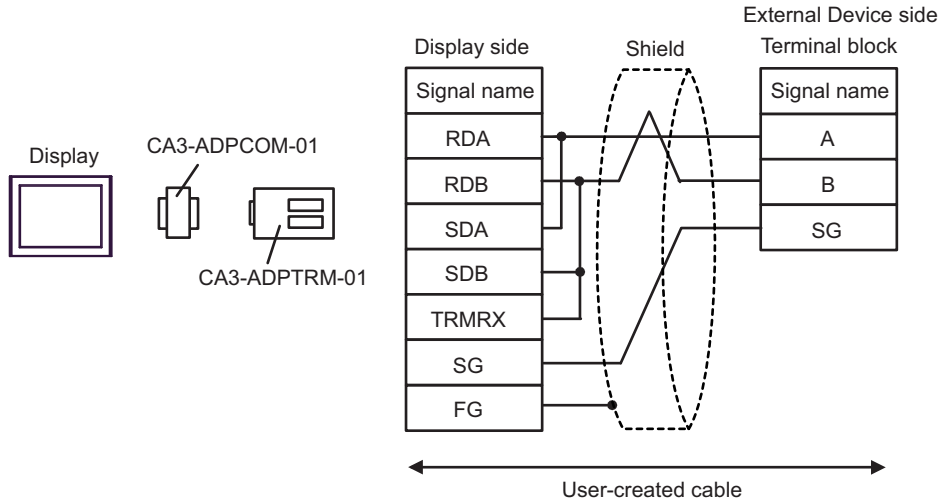 External Device side
Display side
Shield
Terminal block
Signal name
Signal name
RDA
A
CA3-ADPCOM-01
Display
RDB
B
SDA
SG
CA3-ADPTRM-01
SDB
TRMRX
SG
FG
User-created cable